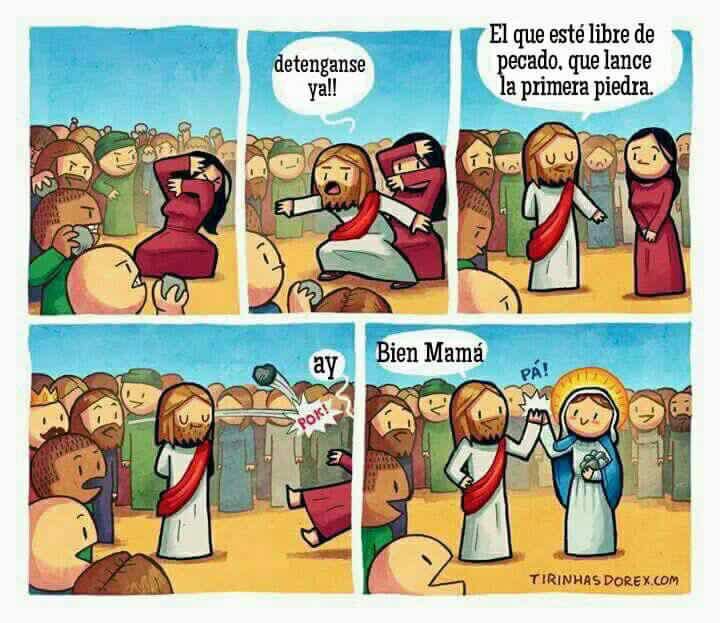 detenganse
ya!!
El que esté libre de
pecado, que lance
la primera piedra.
ay
POK!
Bien Mamá
PÁ!
TIRINHASDOREX.COM